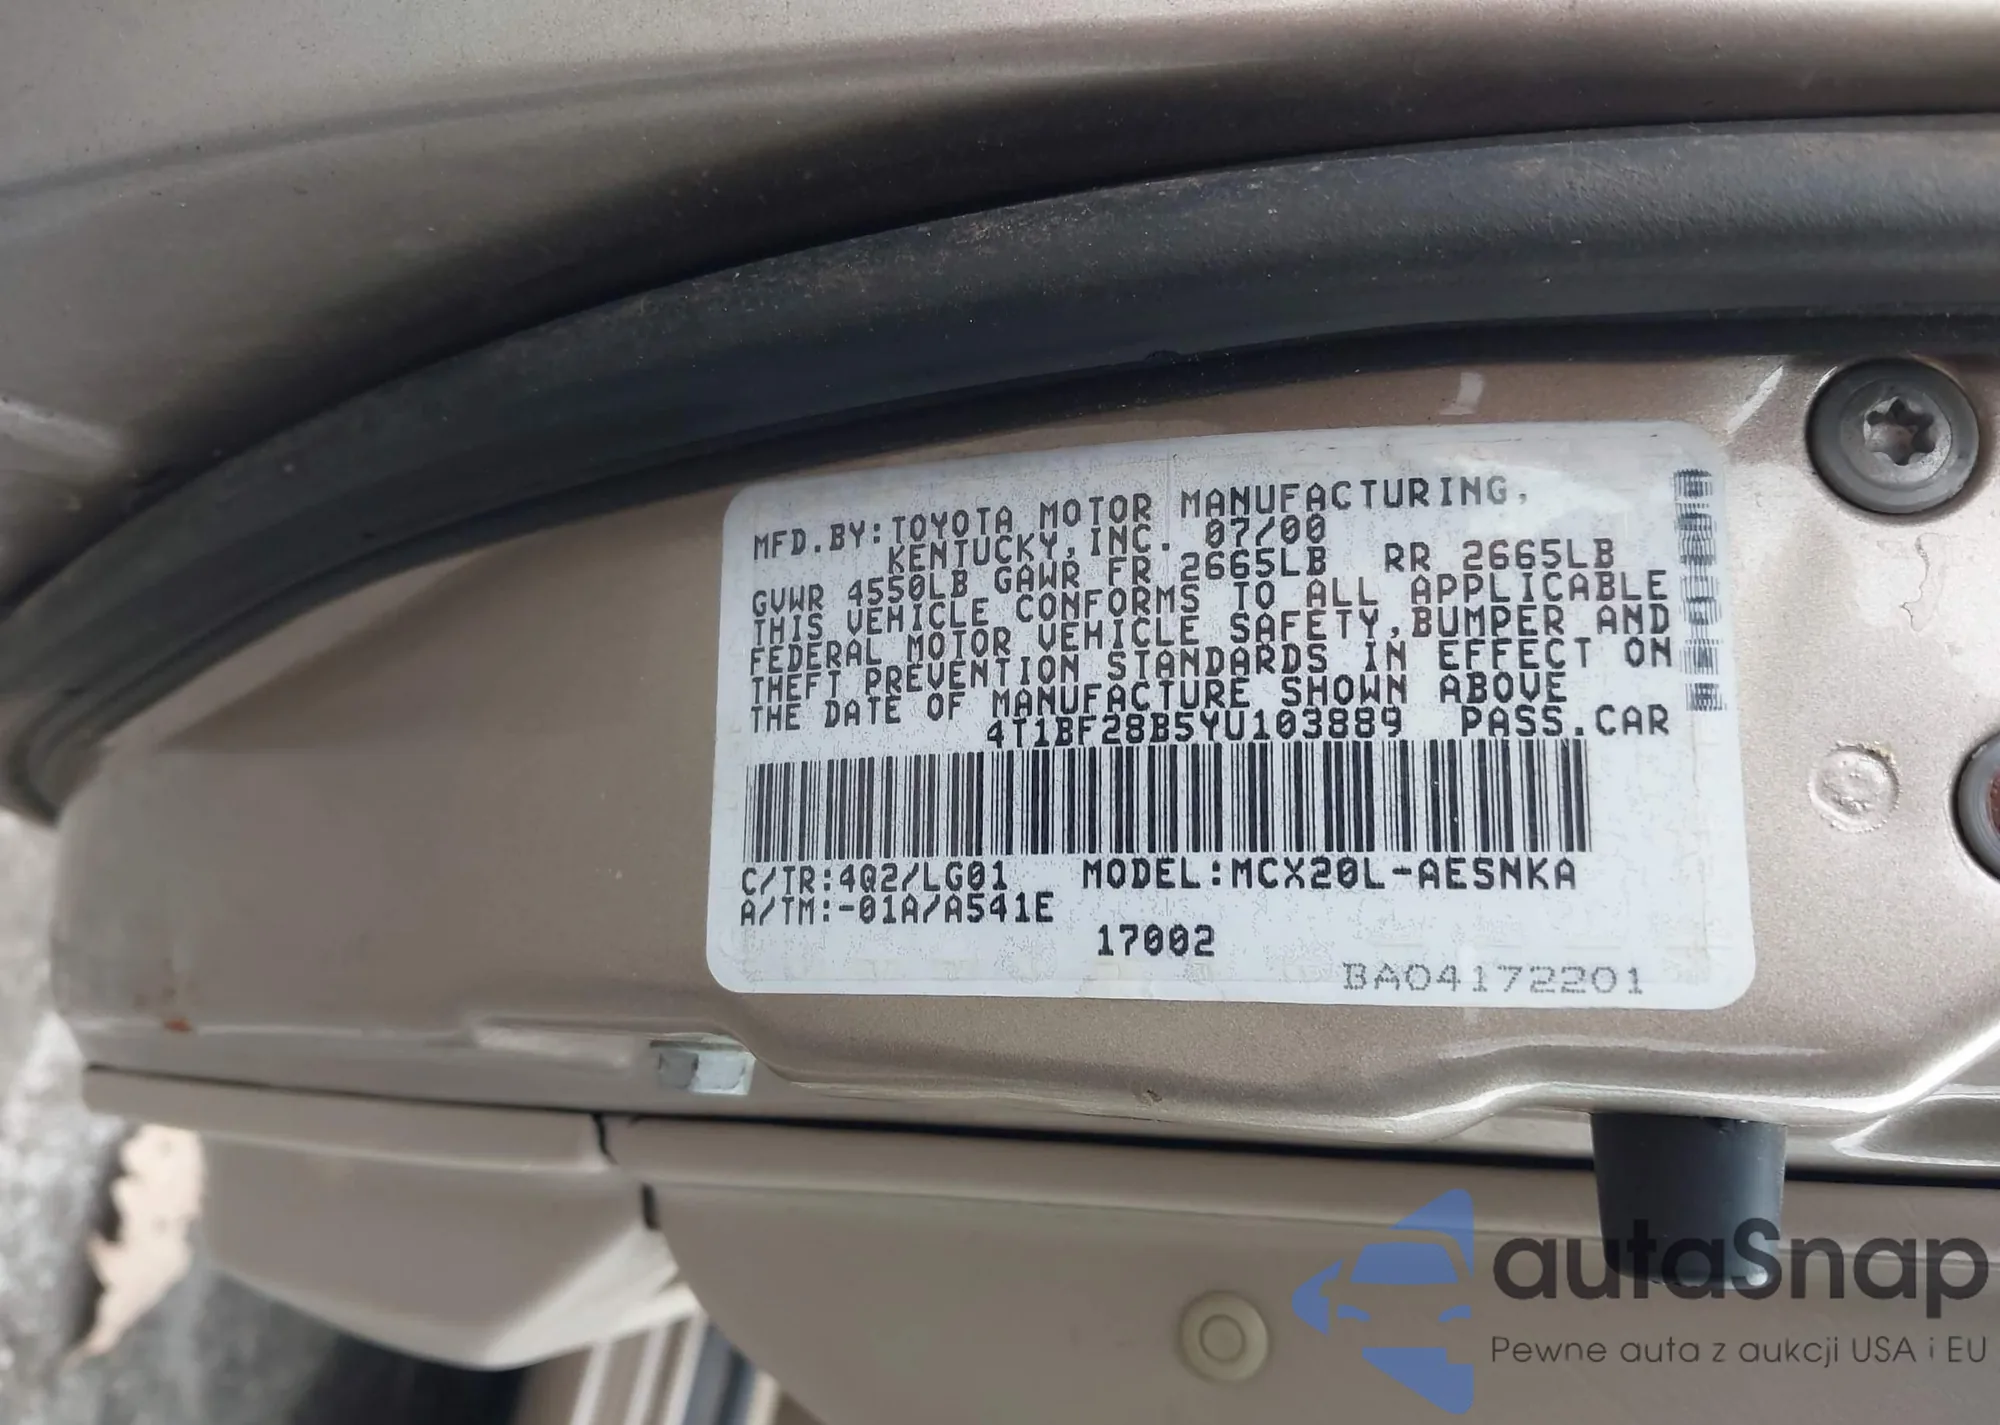 MFD.BY:TOYOTA MOTOR MANUFACTURING,
KENTUCKY,INC. 07/00
GVWR 4550LB GAWR FR 2665LB RR 2665LB
THIS VEHICLE CONFORMS TO ALL APPLICABLE
FEDERAL MOTOR VEHICLE SAFETY,BUMPER AND
THEFT PREVENTION STANDARDS IN EFFECT ON
THE DATE OF MANUFACTURE SHOWN ABOVE
4T1BF28B5YU103889 PASS.CAR
C/TR:4Q2/LG01 MODEL:MCX20L-AESNKA
A/TM:-01A/A541E
17002
BA04172201
autaSnap
Pewne auta z aukcji USA i EU